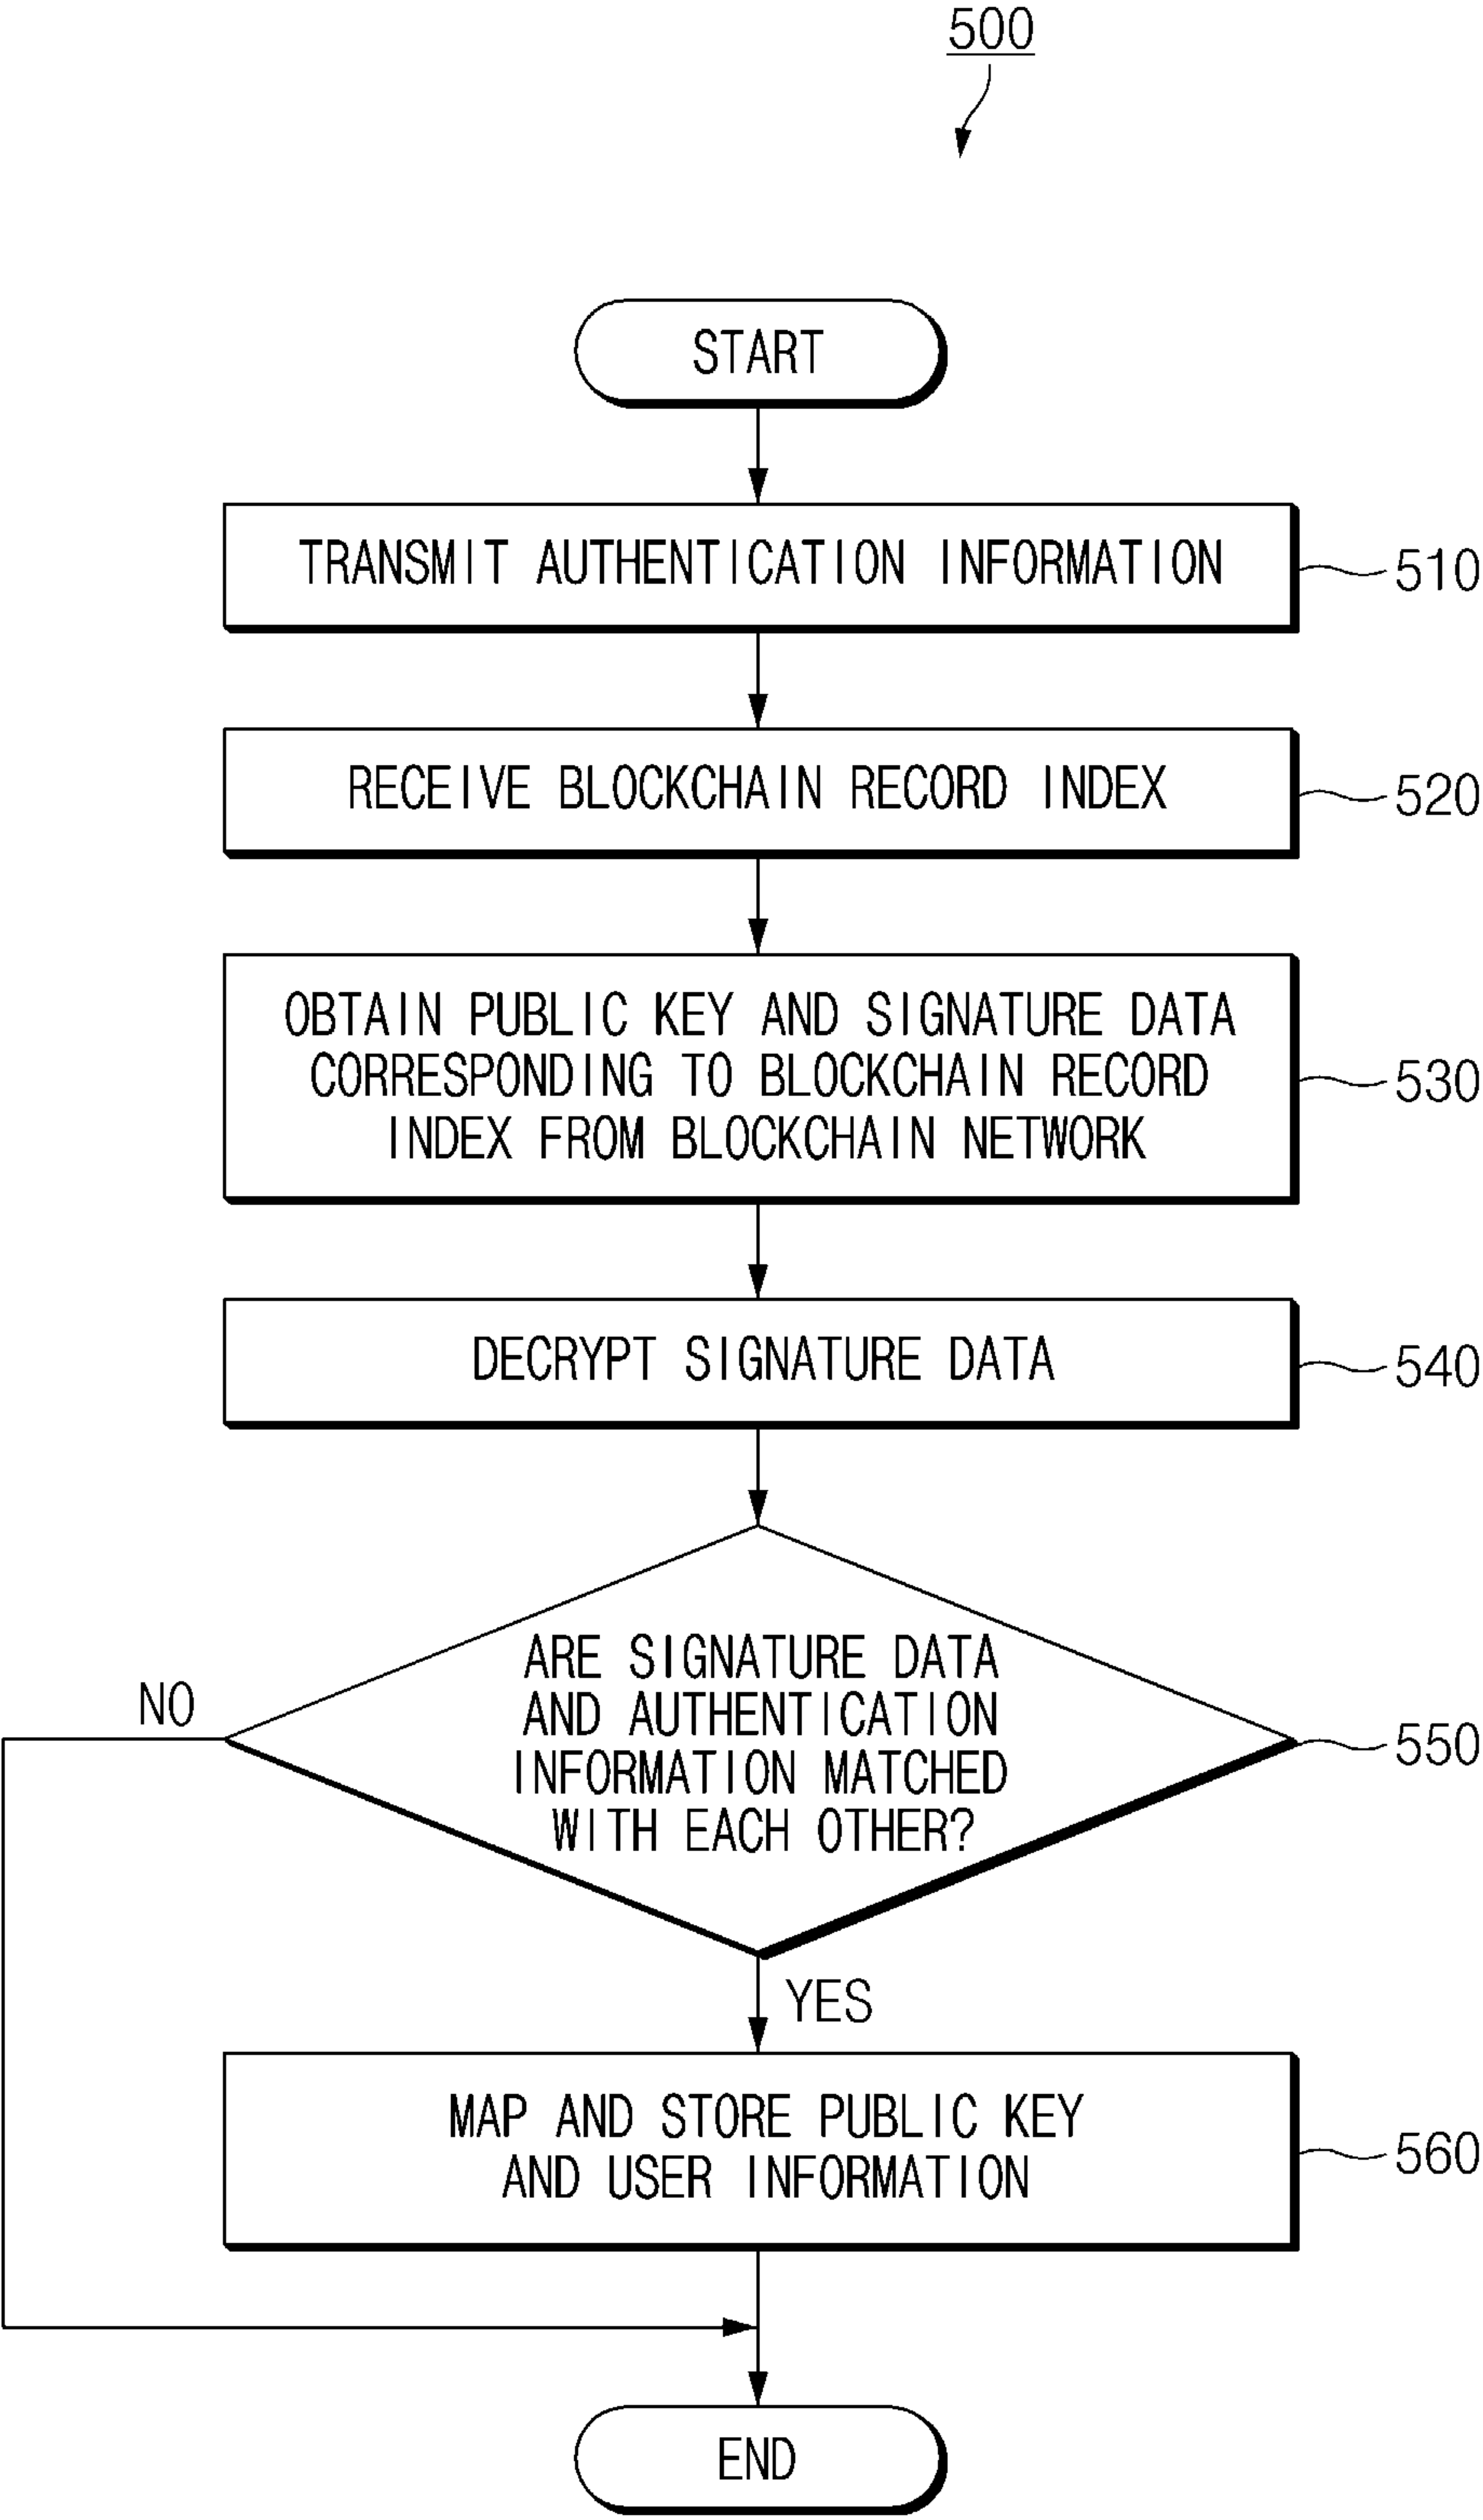 500
START
TRANSMIT AUTHENTICATION INFORMATION
510
RECEIVE BLOCKCHAIN RECORD INDEX
520
OBTAIN PUBLIC KEY AND SIGNATURE DATA
CORRESPONDING TO BLOCKCHAIN RECORD
INDEX FROM BLOCKCHAIN NETWORK
530
DECRYPT SIGNATURE DATA
540
ARE SIGNATURE DATA
AND AUTHENTICATION
INFORMATION MATCHED
WITH EACH OTHER?
550
NO
YES
MAP AND STORE PUBLIC KEY
AND USER INFORMATION
560
END